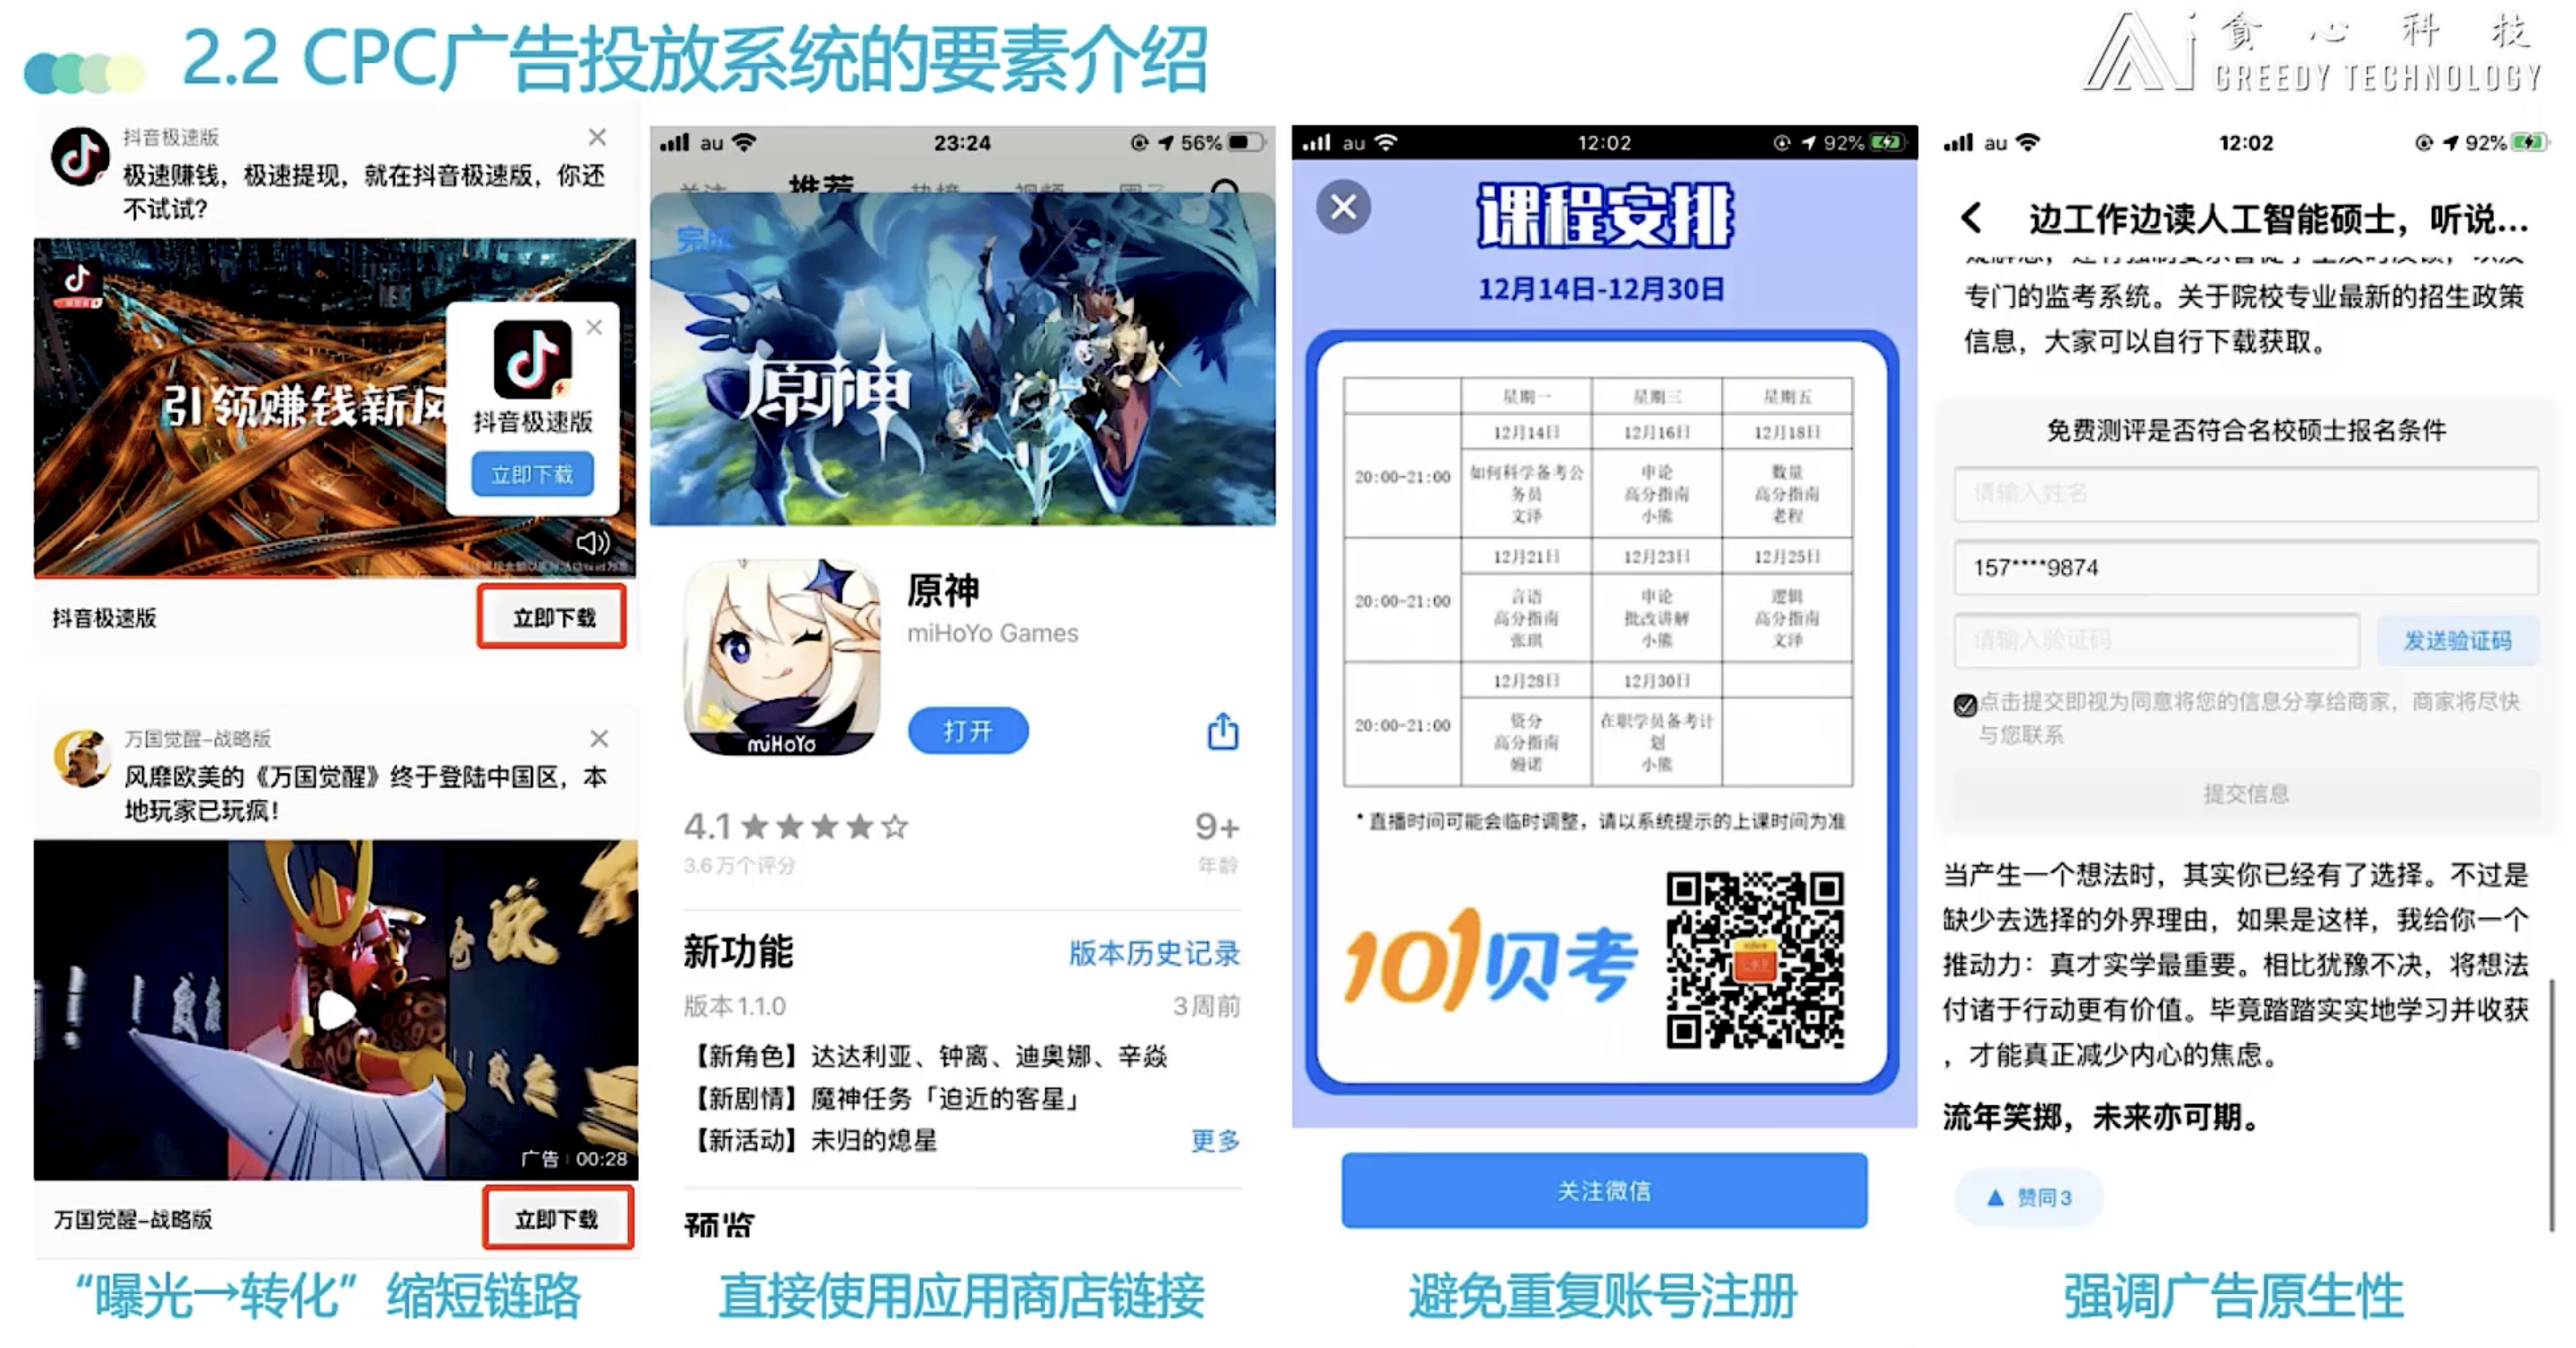 2.2 CPC广告投放系统的要素介绍
贪心科技
GREEDY TECHNOLOGY
抖音极速版
极速赚钱，极速提现，就在抖音极速版，你还
不试试？
引领赚钱新风
抖音极速版
立即下载
抖音极速版
立即下载
万国觉醒-战略版
风靡欧美的《万国觉醒》终于登陆中国区，本
地玩家已玩疯！
广告 00:28
万国觉醒-战略版
立即下载
“曝光→转化” 缩短链路
au 23:24 56%
推荐
完成
原神
原神
miHoYo Games
miHoYo
打开
4.1 9+
3.6万个评分 年龄
新功能 版本历史记录
版本1.1.0 3周前
【新角色】达达利亚、钟离、迪奥娜、辛焱
【新剧情】魔神任务「迫近的客星」
【新活动】未归的熄星 更多
预览
直接使用应用商店链接
au 12:02 92%
课程安排
12月14日-12月30日
星期一 星期三 星期五
12月14日 12月16日 12月18日
20:00-21:00
如何科学备考公 申论 数量
务员 高分指南 高分指南
文泽 小熊 老程
12月21日 12月23日 12月25日
20:00-21:00
言语 申论 逻辑
高分指南 批改讲解 高分指南
张琪 小熊 文泽
12月28日 12月30日
20:00-21:00
资分 在职学员备考计
高分指南 划
嫚诺 小熊
* 直播时间可能会临时调整，请以系统提示的上课时间为准
101贝考
关注微信
避免重复账号注册
au 12:02 92%
边工作边读人工智能硕士，听说...
专门的监考系统。关于院校专业最新的招生政策
信息，大家可以自行下载获取。
免费测评是否符合名校硕士报名条件
请输入姓名
157****9874
请输入验证码 发送验证码
点击提交即视为同意将您的信息分享给商家，商家将尽快
与您联系
提交信息
当产生一个想法时，其实你已经有了选择。不过是
缺少去选择的外界理由，如果是这样，我给你一个
推动力：真才实学最重要。相比犹豫不决，将想法
付诸于行动更有价值。毕竟踏踏实实地学习并收获
，才能真正减少内心的焦虑。
流年笑掷，未来亦可期。
赞同 3
强调广告原生性